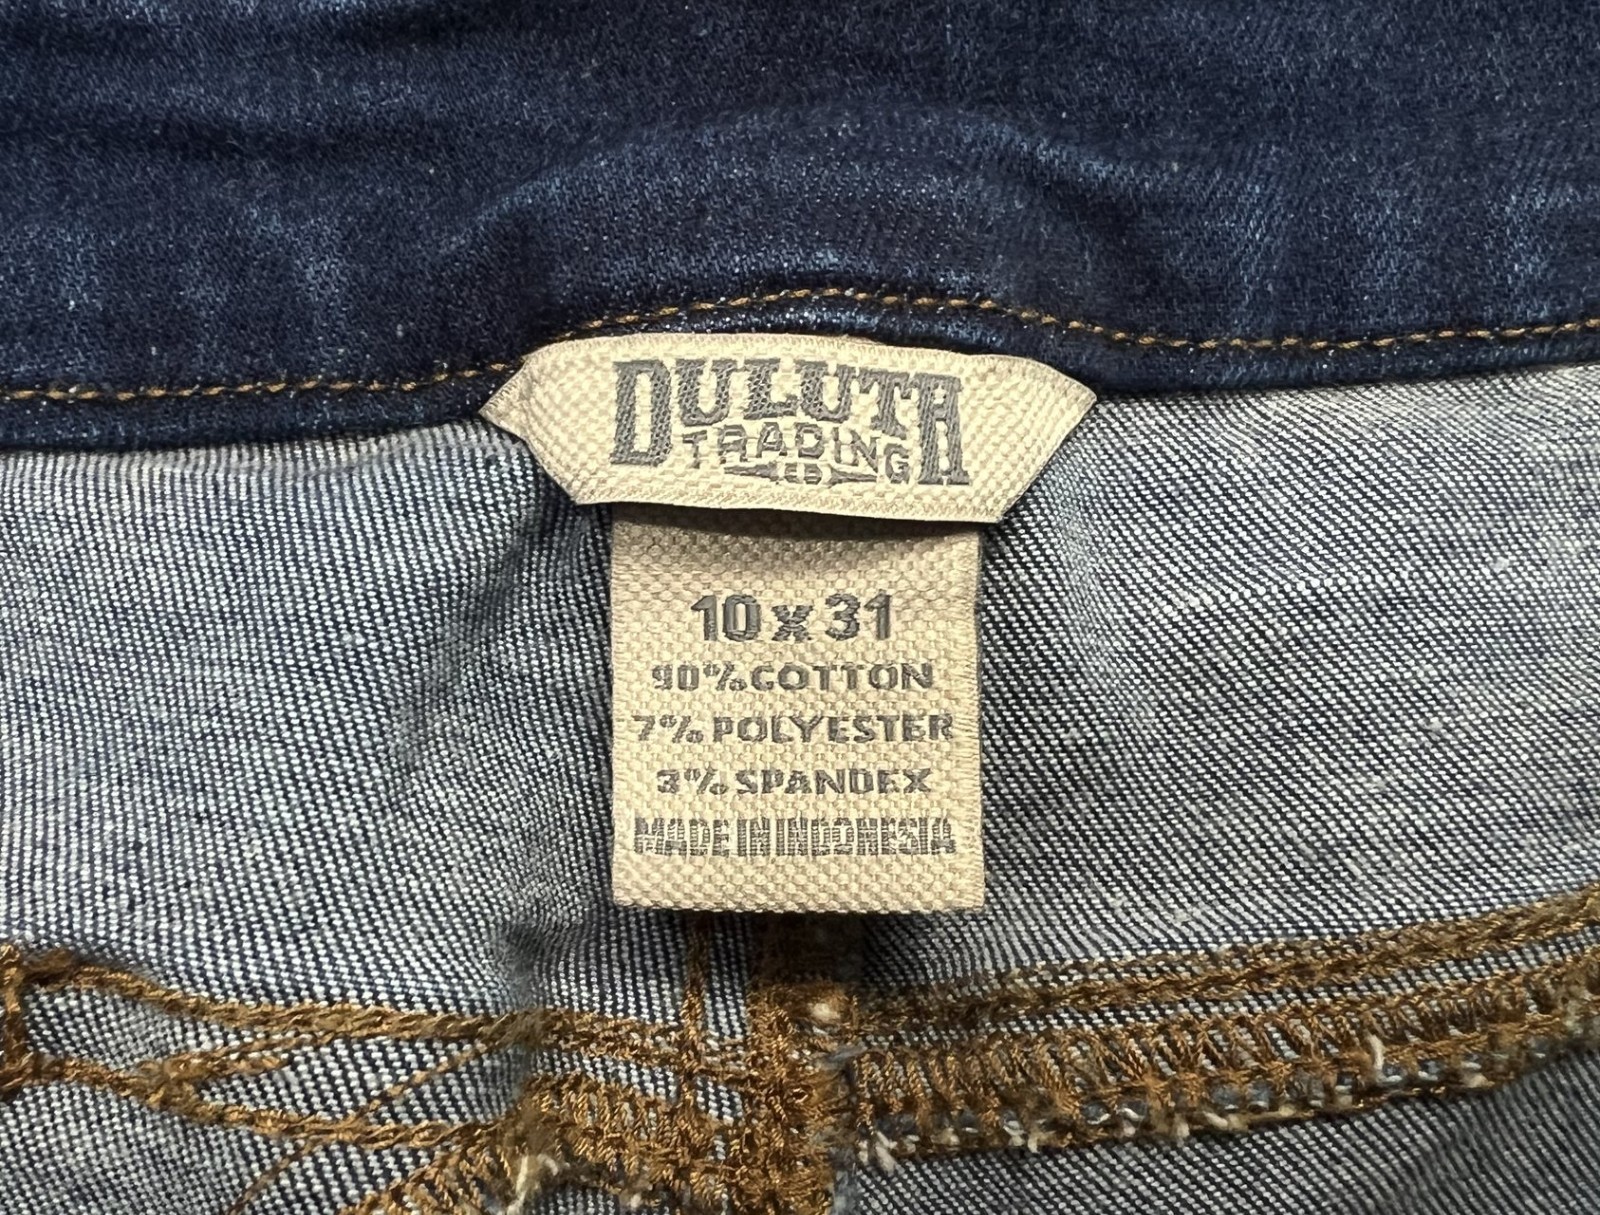 DULUTH
TRADING
CO
10 x 31
90% COTTON
7% POLYESTER
3% SPANDEX
MADE IN INDONESIA